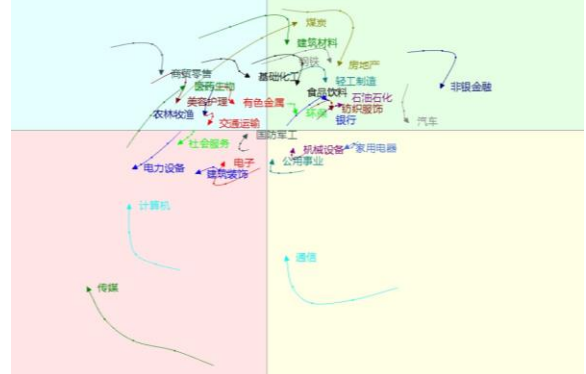 煤炭
建筑材料
钢铁
房地产
商贸零售
基础化工
轻工制造
医药生物
非银金融
食品饮料
石油石化
美容护理
有色金属
纺织服饰
农林牧渔
环保
银行
汽车
交通运输
国防军工
社会服务
机械设备
家用电器
电子
公用事业
电力设备
建筑装饰
计算机
通信
传媒